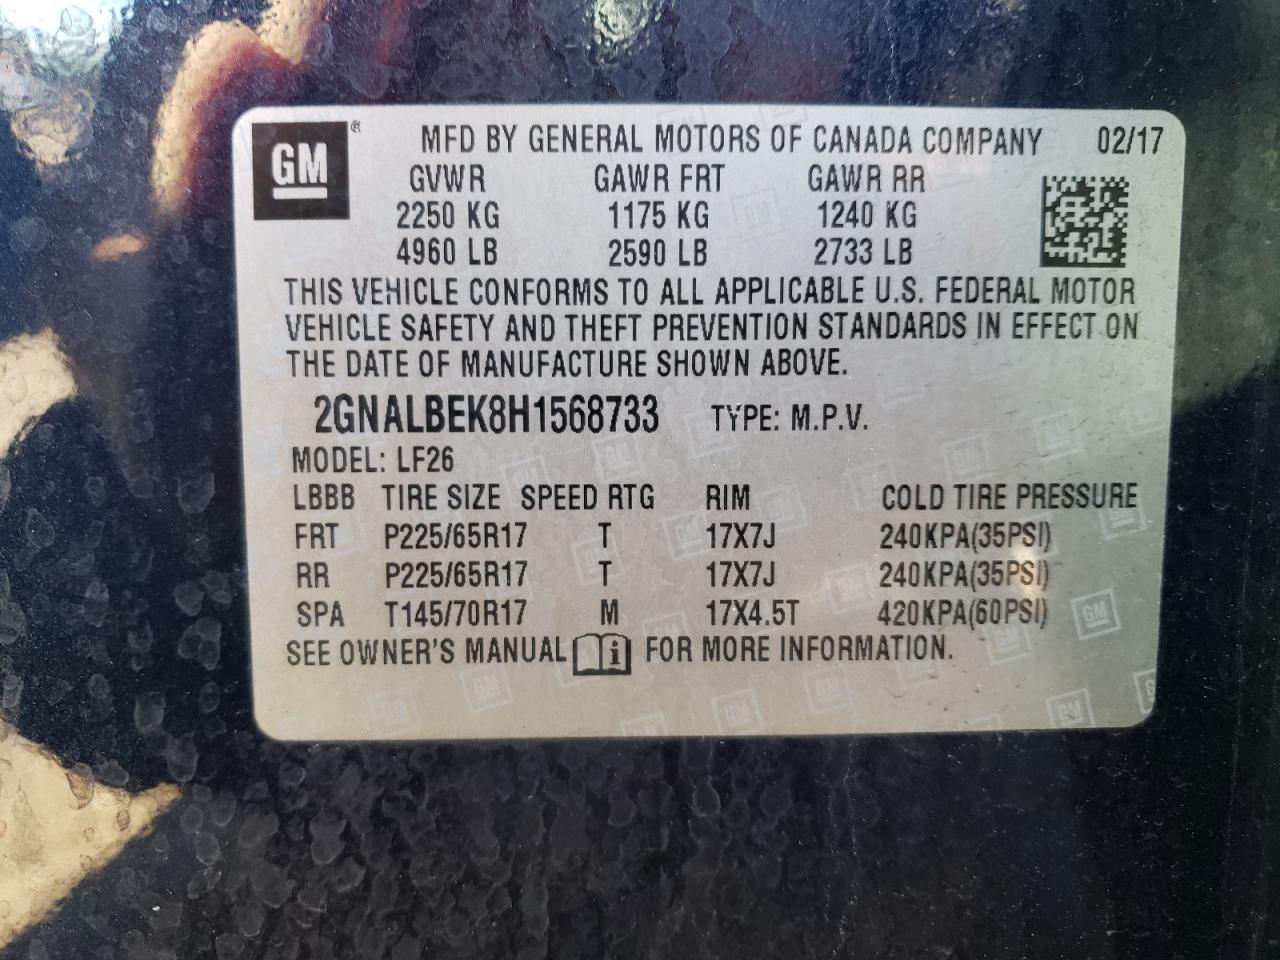 GM ® MFD BY GENERAL MOTORS OF CANADA COMPANY 02/17
GVWR GAWR FRT GAWR RR
2250 KG 1175 KG 1240 KG
4960 LB 2590 LB 2733 LB
THIS VEHICLE CONFORMS TO ALL APPLICABLE U.S. FEDERAL MOTOR
VEHICLE SAFETY AND THEFT PREVENTION STANDARDS IN EFFECT ON
THE DATE OF MANUFACTURE SHOWN ABOVE.
2GNALBEK8H1568733 TYPE: M.P.V.
MODEL: LF26
LBBB TIRE SIZE SPEED RTG RIM COLD TIRE PRESSURE
FRT P225/65R17 T 17X7J 240KPA(35PSI)
RR P225/65R17 T 17X7J 240KPA(35PSI)
SPA T145/70R17 M 17X4.5T 420KPA(60PSI)
SEE OWNER'S MANUAL i FOR MORE INFORMATION.